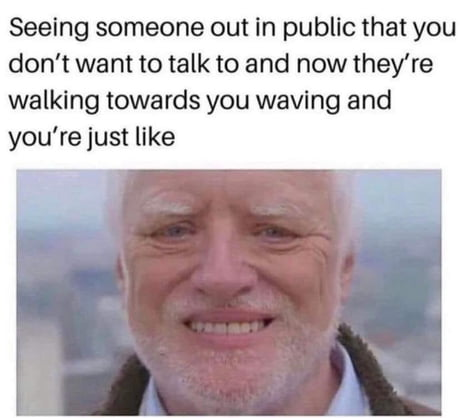 Seeing someone out in public that you
don't want to talk to and now they're
walking towards you waving and
you're just like